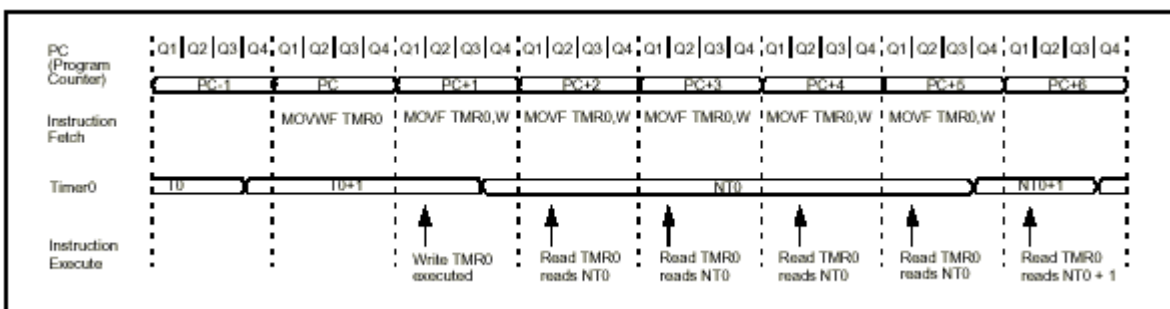 PC (Program Counter)
Q1 Q2 Q3 Q4 Q1 Q2 Q3 Q4 Q1 Q2 Q3 Q4 Q1 Q2 Q3 Q4 Q1 Q2 Q3 Q4 Q1 Q2 Q3 Q4 Q1 Q2 Q3 Q4 Q1 Q2 Q3 Q4
PC-1 PC PC+1 PC+2 PC+3 PC+4 PC+5 PC+6
Instruction Fetch
MOVWF TMR0 MOVF TMR0,W MOVF TMR0,W MOVF TMR0,W MOVF TMR0,W MOVF TMR0,W
Timer0
T0 T0+1 NT0 NT0+1
Instruction Execute
Write TMR0 executed
Read TMR0 reads NT0
Read TMR0 reads NT0
Read TMR0 reads NT0
Read TMR0 reads NT0
Read TMR0 reads NT0 + 1